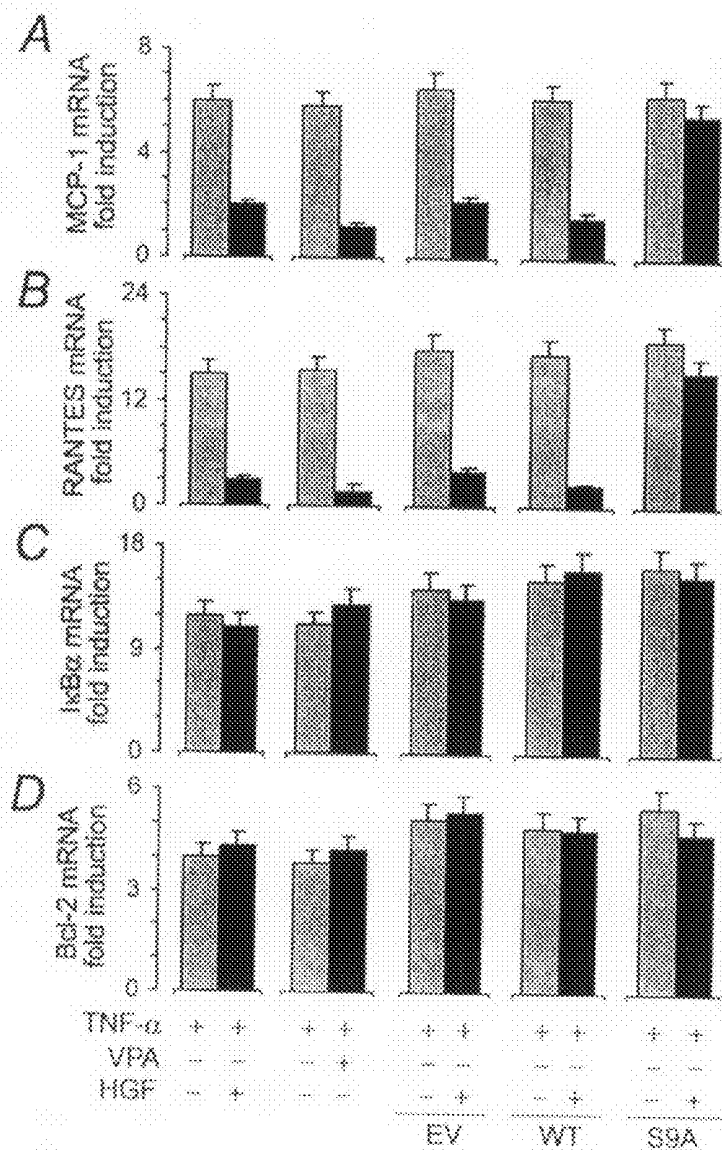 A
MCP-1 mRNA
fold induction
8
4
0
B
RANTES mRNA
fold induction
24
12
0
C
IκBα mRNA
fold induction
18
9
0
D
Bcl-2 mRNA
fold induction
6
3
0
TNF-α + + + + + + + + + +
VPA – – – + – – – – – –
HGF – + – – – + – + – +
EV WT S9A